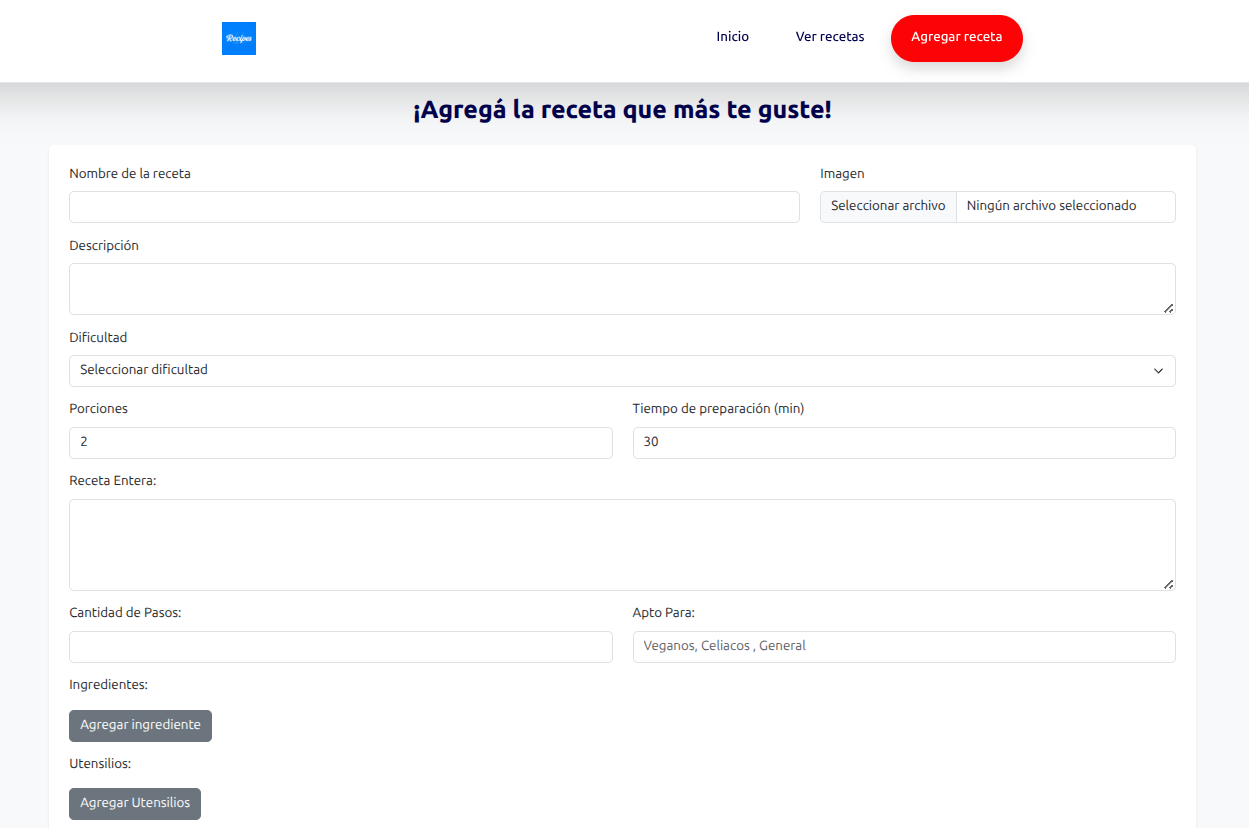 Recipes
Inicio Ver recetas Agregar receta
¡Agregá la receta que más te guste!
Nombre de la receta Imagen
Seleccionar archivo Ningún archivo seleccionado
Descripción
Dificultad
Seleccionar dificultad
Porciones Tiempo de preparación (min)
2 30
Receta Entera:
Cantidad de Pasos: Apto Para:
Veganos, Celiacos , General
Ingredientes:
Agregar ingrediente
Utensilios:
Agregar Utensilios